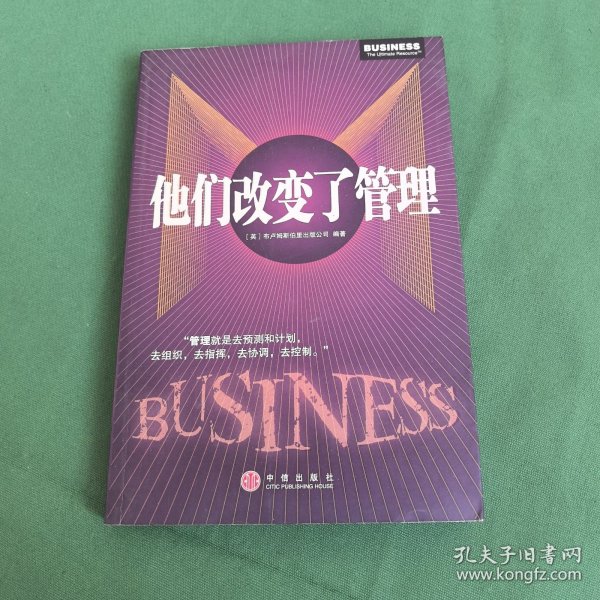 BUSINESS
The Ultimate Resource™
他们改变了管理
[英] 布卢姆斯伯里出版公司 编著
“管理就是去预测和计划，
去组织，去指挥，去协调，去控制。”
BUSINESS
中信出版社
CITIC PUBLISHING HOUSE
孔夫子旧书网
www.kongfz.com